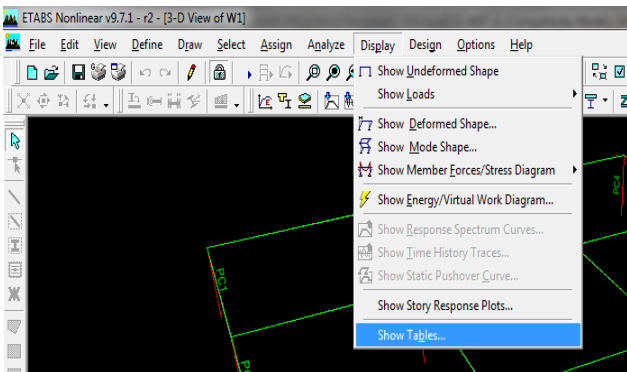 ETABS Nonlinear v9.7.1 - r2 - [3-D View of W1]
File Edit View Define Draw Select Assign Analyze Display Design Options Help
Show Undeformed Shape
Show Loads
Show Deformed Shape...
Show Mode Shape...
Show Member Forces/Stress Diagram
Show Energy/Virtual Work Diagram...
Show Response Spectrum Curves...
Show Time History Traces...
Show Static Pushover Curve...
Show Story Response Plots...
Show Tables...
PC1
PC4